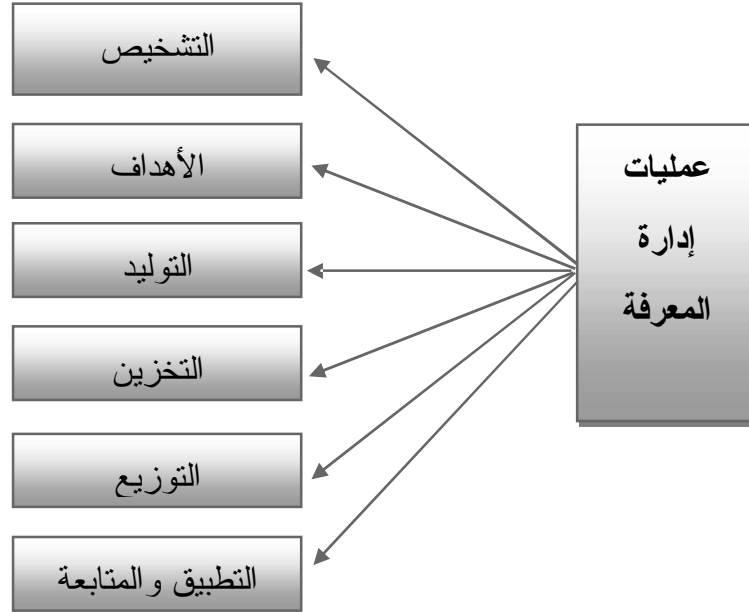 عمليات
إدارة
المعرفة
التشخيص
الأهداف
التوليد
التخزين
التوزيع
التطبيق والمتابعة